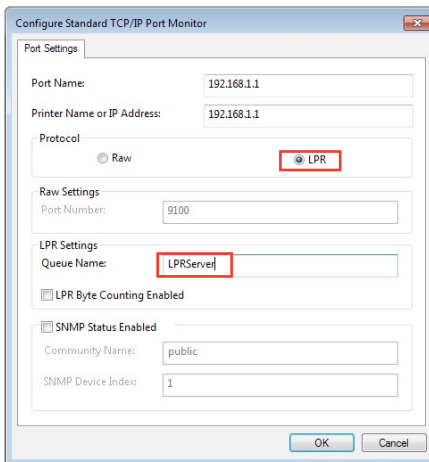 Configure Standard TCP/IP Port Monitor
Port Settings
Port Name: 192.168.1.1
Printer Name or IP Address: 192.168.1.1
Protocol
Raw LPR
Raw Settings
Port Number: 9100
LPR Settings
Queue Name: LPRServer
LPR Byte Counting Enabled
SNMP Status Enabled
Community Name: public
SNMP Device Index: 1
OK Cancel